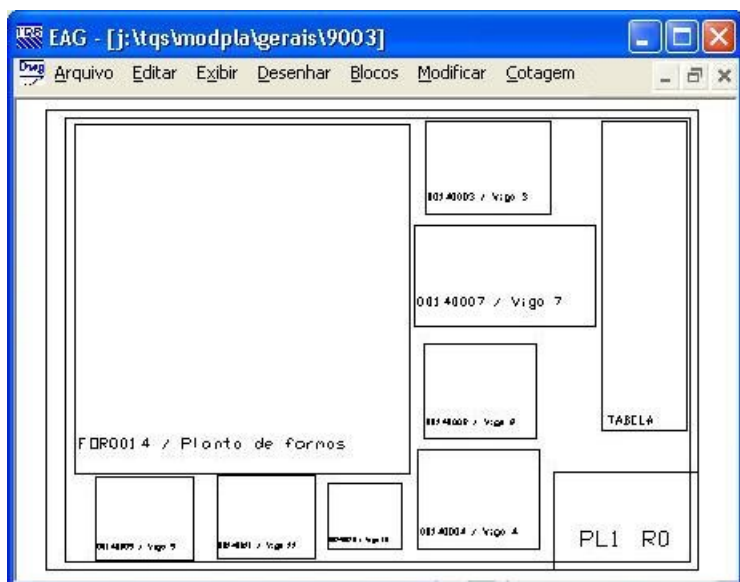 EAG - [j:\tqs\modpla\gerais\9003]
Arquivo Editar Exibir Desenhar Blocos Modificar Cotagem
00140003 / Viga 3
00140007 / Viga 7
FOR0014 / Planta de formas
TABELA
00140004 / Viga 4
PL1 R0